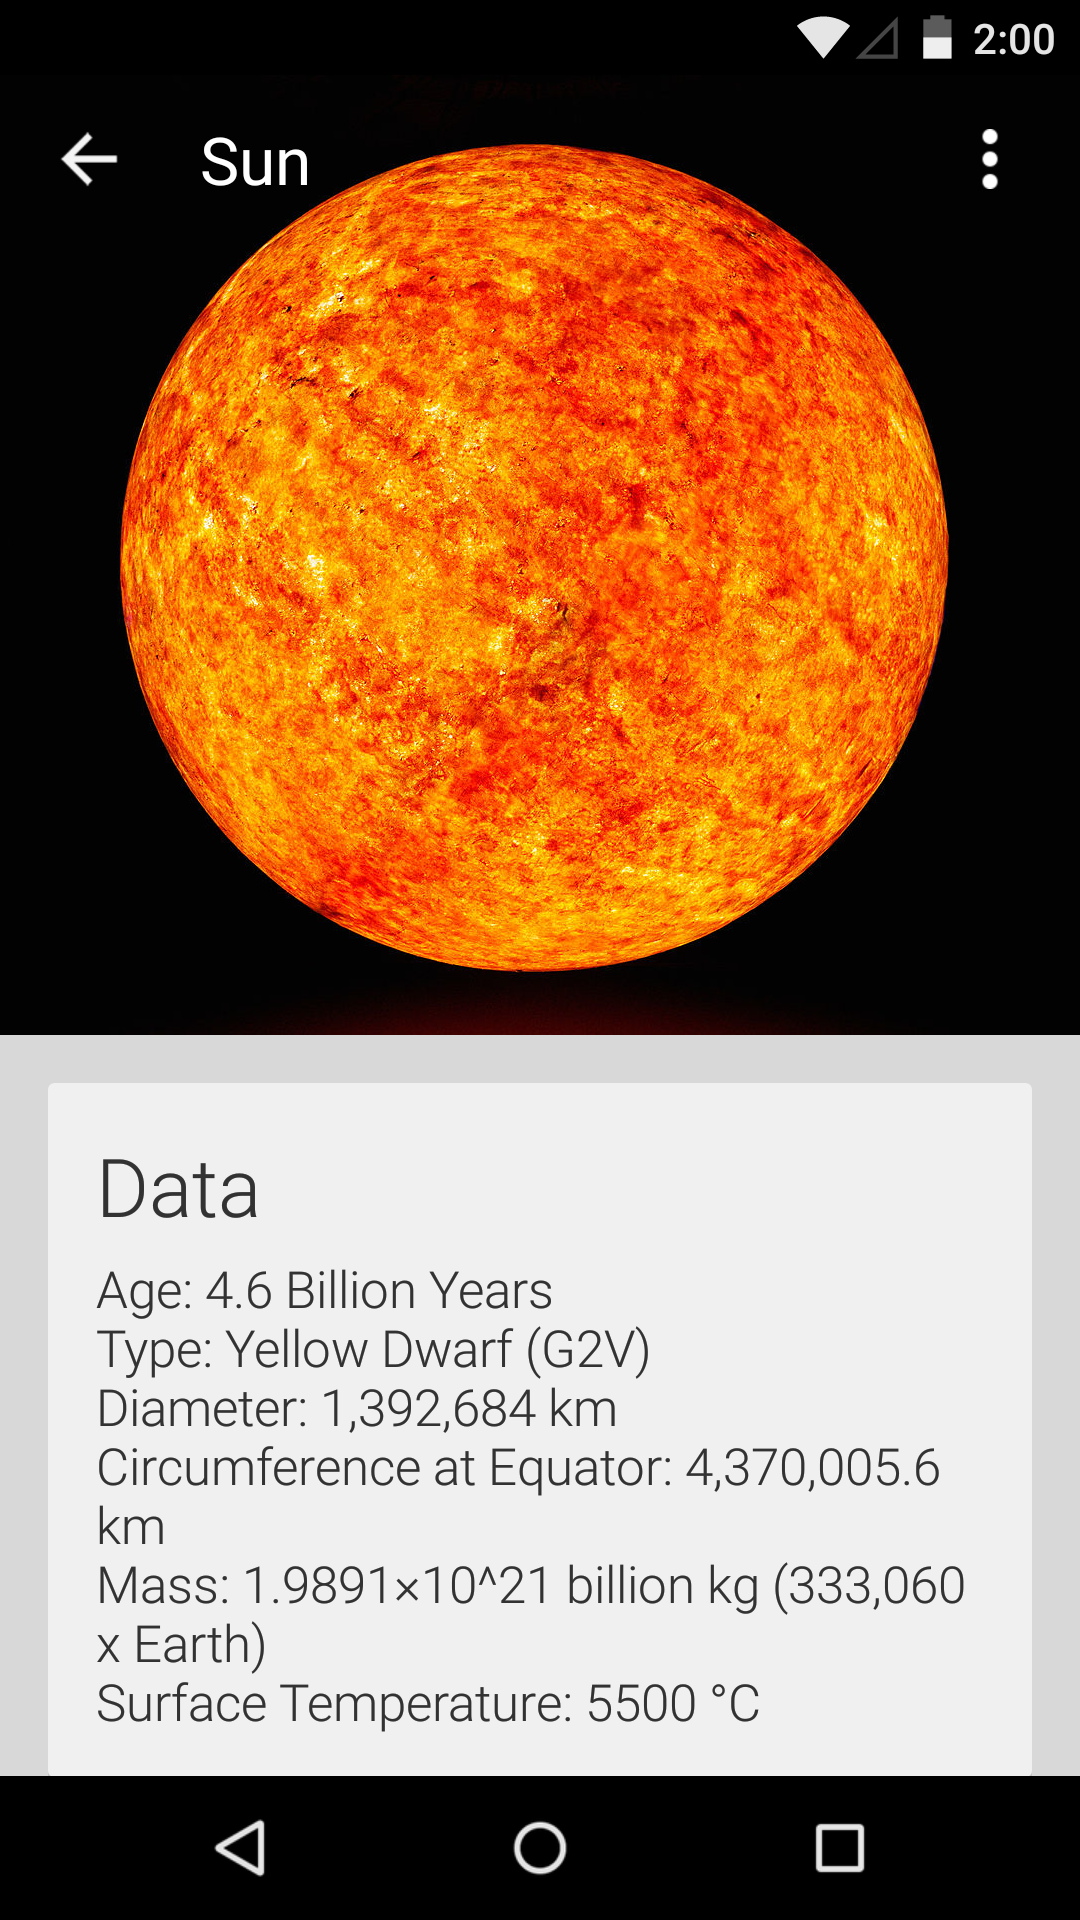 2:00
Sun
Data
Age: 4.6 Billion Years
Type: Yellow Dwarf (G2V)
Diameter: 1,392,684 km
Circumference at Equator: 4,370,005.6
km
Mass: 1.9891×10^21 billion kg (333,060
x Earth)
Surface Temperature: 5500 °C